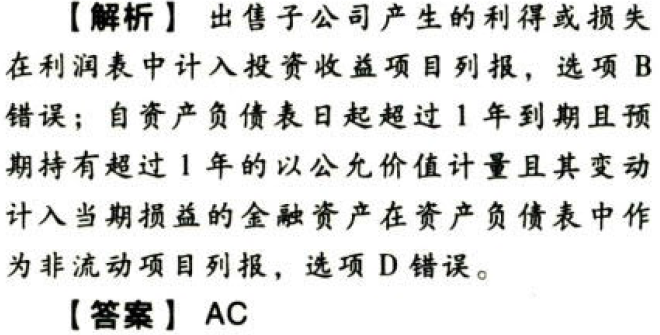 【解析】 出售子公司产生的利得或损失
在利润表中计入投资收益项目列报，选项 B
错误；自资产负债表日起超过 1 年到期且预
期持有超过 1 年的以公允价值计量且其变动
计入当期损益的金融资产在资产负债表中作
为非流动项目列报，选项 D 错误。
【答案】 AC